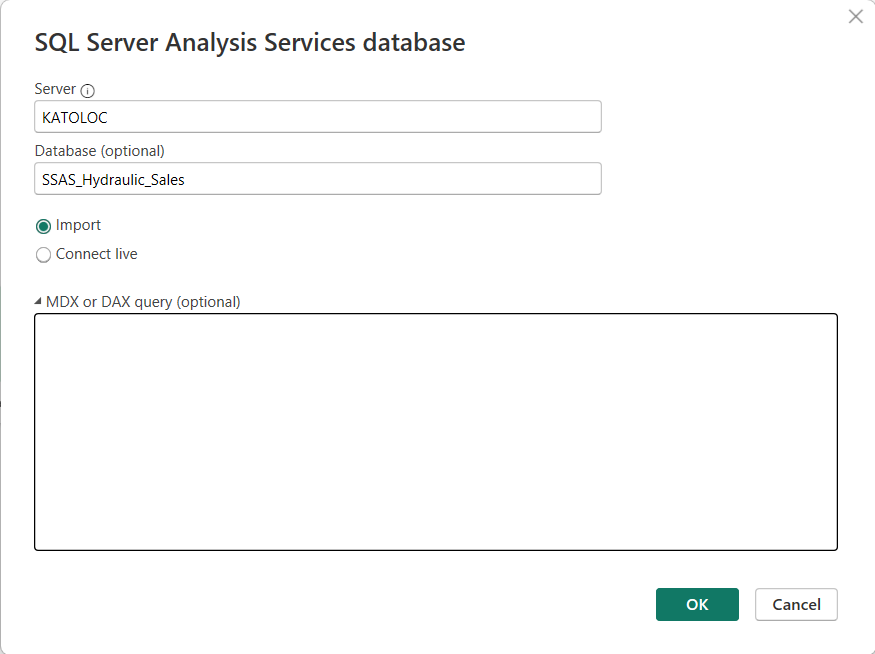 SQL Server Analysis Services database
Server
KATOLOC
Database (optional)
SSAS_Hydraulic_Sales
Import
Connect live
MDX or DAX query (optional)
OK
Cancel